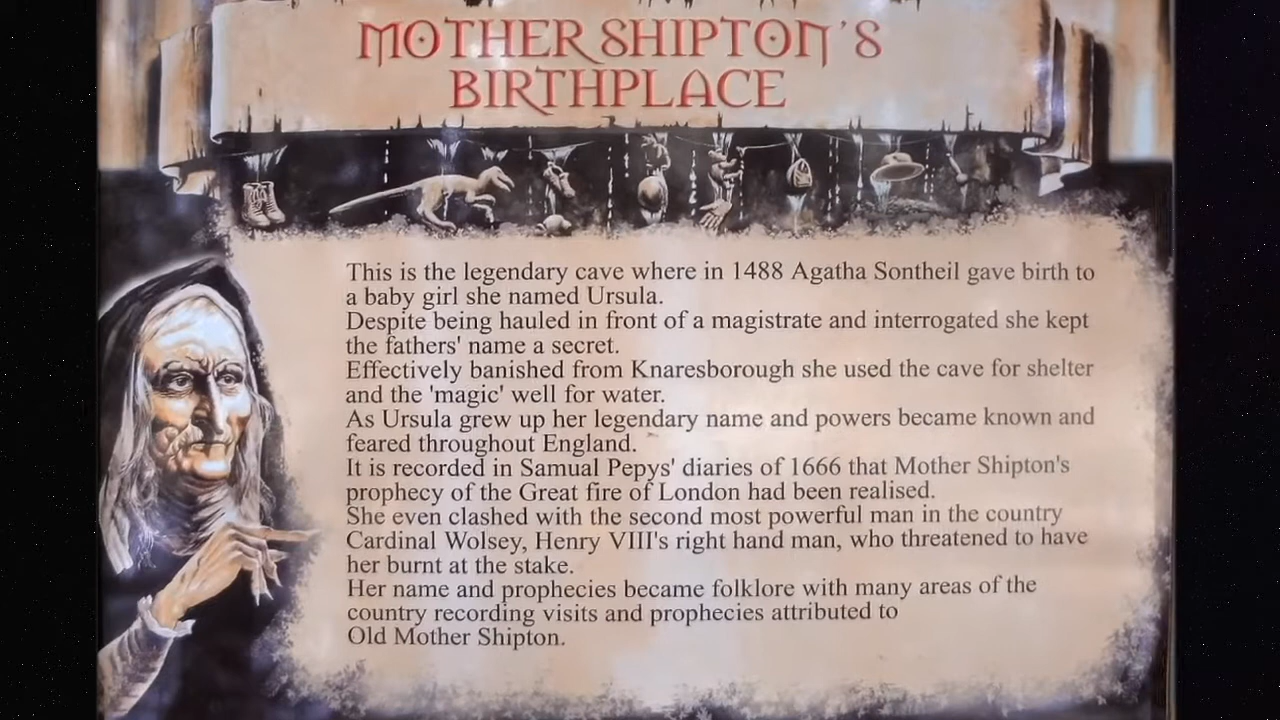 MOTHER SHIPTON'S
BIRTHPLACE
This is the legendary cave where in 1488 Agatha Sontheil gave birth to
a baby girl she named Ursula.
Despite being hauled in front of a magistrate and interrogated she kept
the fathers' name a secret.
Effectively banished from Knaresborough she used the cave for shelter
and the 'magic' well for water.
As Ursula grew up her legendary name and powers became known and
feared throughout England.
It is recorded in Samual Pepys' diaries of 1666 that Mother Shipton's
prophecy of the Great fire of London had been realised.
She even clashed with the second most powerful man in the country
Cardinal Wolsey, Henry VIII's right hand man, who threatened to have
her burnt at the stake.
Her name and prophecies became folklore with many areas of the
country recording visits and prophecies attributed to
Old Mother Shipton.